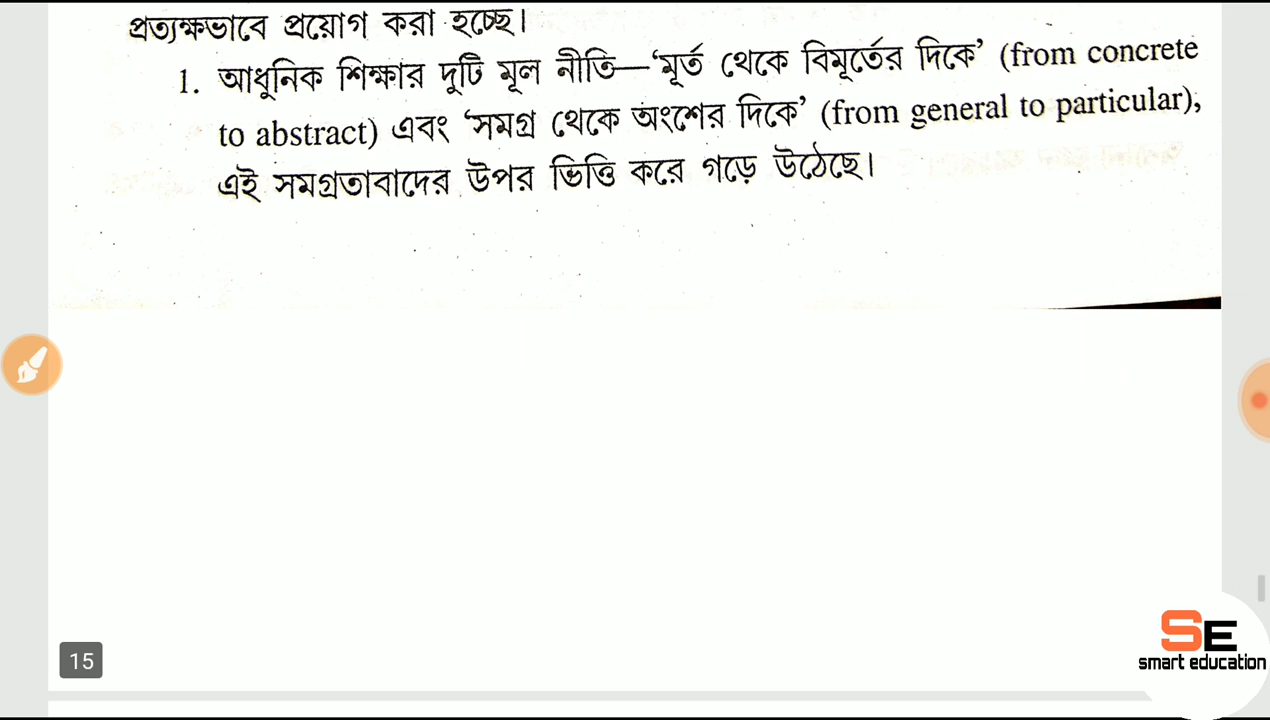 প্রত্যক্ষভাবে প্রয়োগ করা হচ্ছে।
1. আধুনিক শিক্ষার দুটি মূল নীতি—‘মূর্ত থেকে বিমূর্তের দিকে’ (from concrete
to abstract) এবং ‘সমগ্র থেকে অংশের দিকে’ (from general to particular),
এই সমগ্রতাবাদের উপর ভিত্তি করে গড়ে উঠেছে।
15
SE
smart education